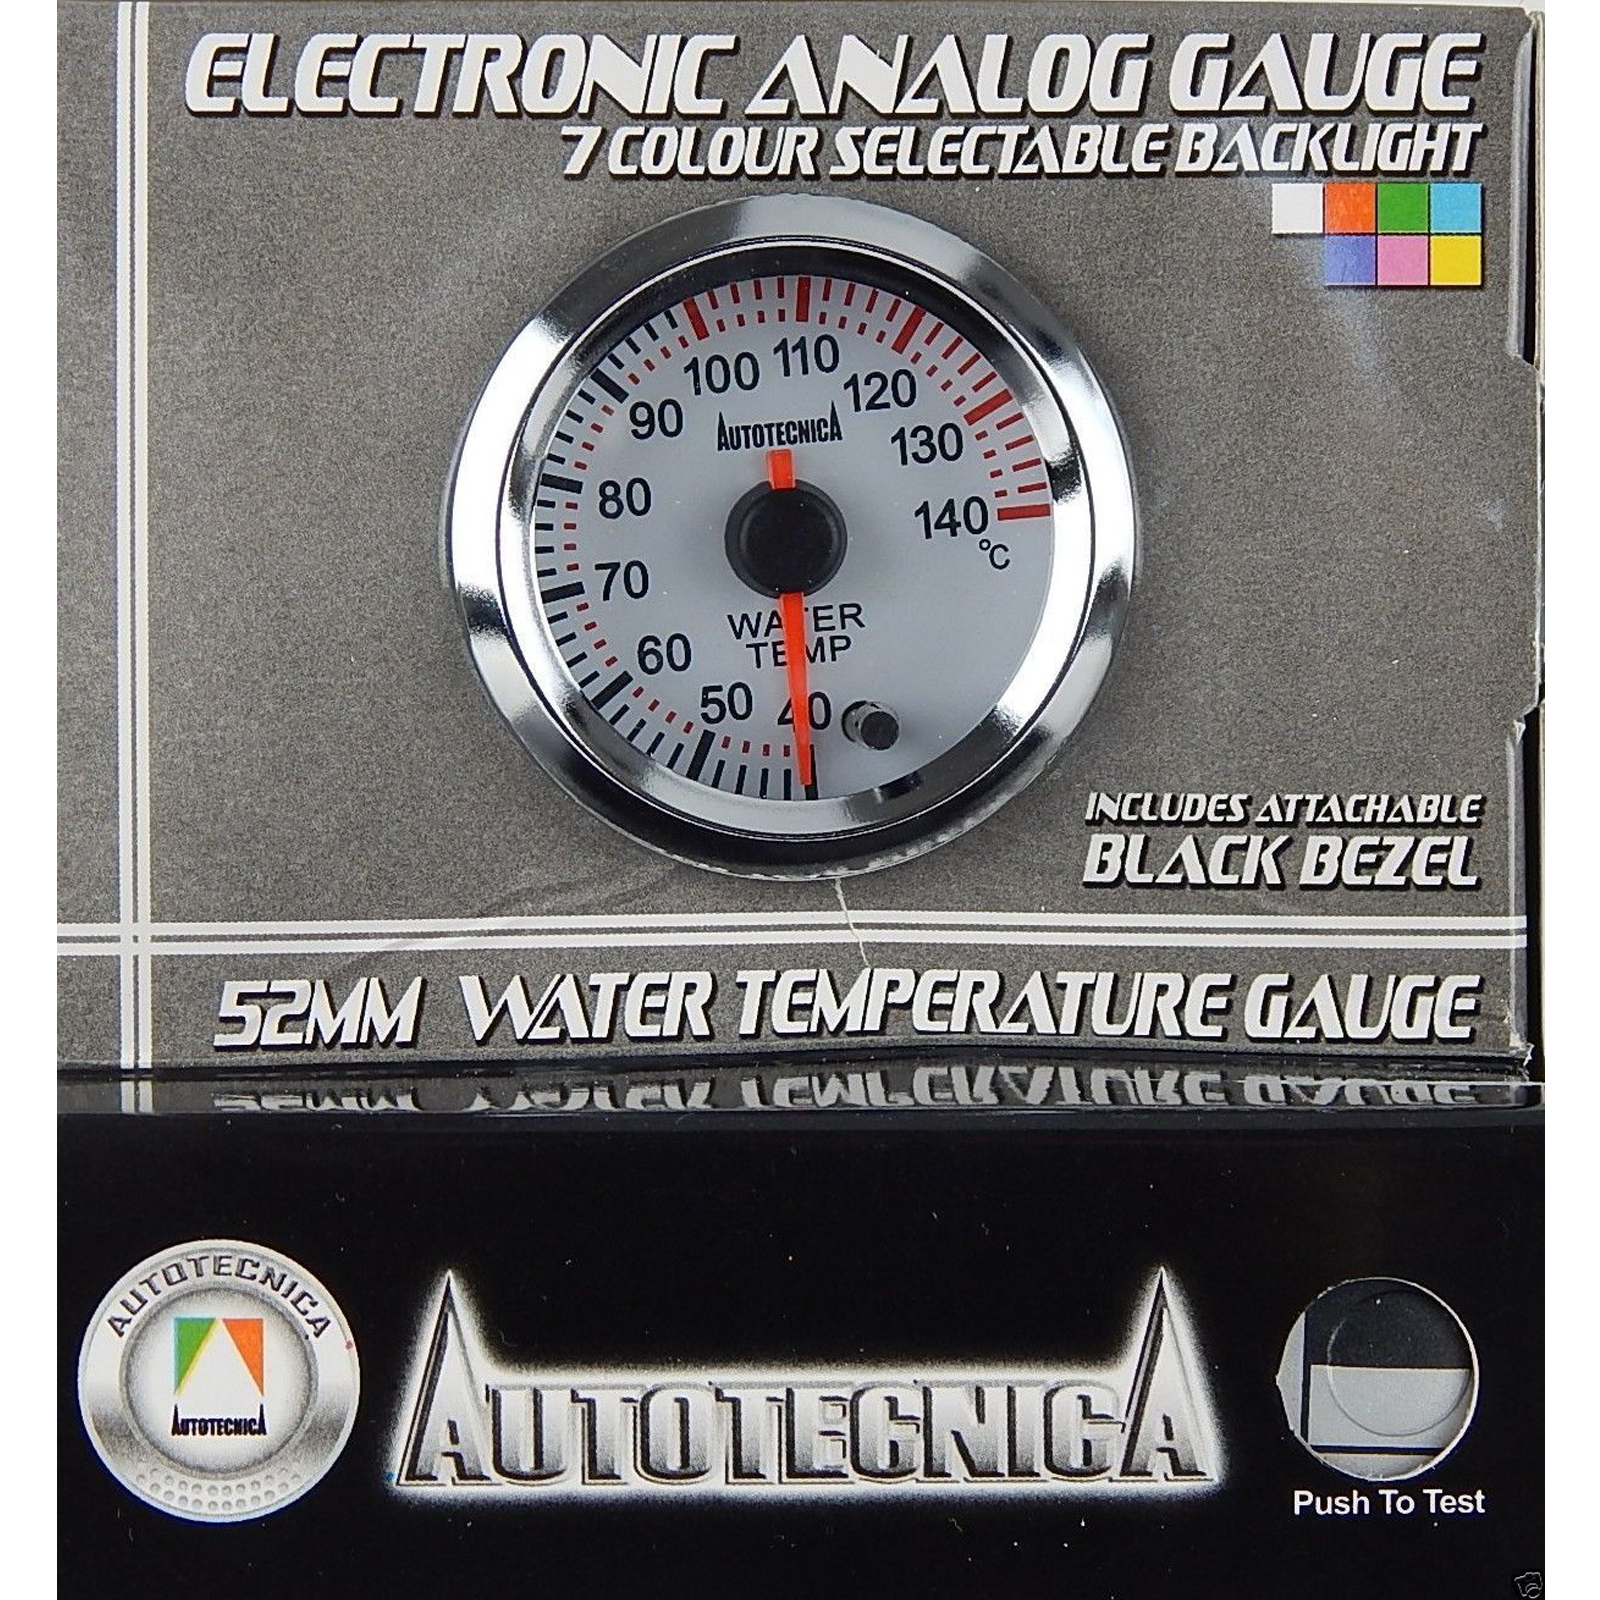 ELECTRONIC ANALOG GAUGE
7 COLOUR SELECTABLE BACKLIGHT
100 110
90 120
AUTOTECNICA
130
80
140
°C
70
WATER
TEMP
60
50 40
INCLUDES ATTACHABLE
BLACK BEZEL
52MM WATER TEMPERATURE GAUGE
AUTOTECNICA
AUTOTECNICA
AUTOTECNICA
Push To Test